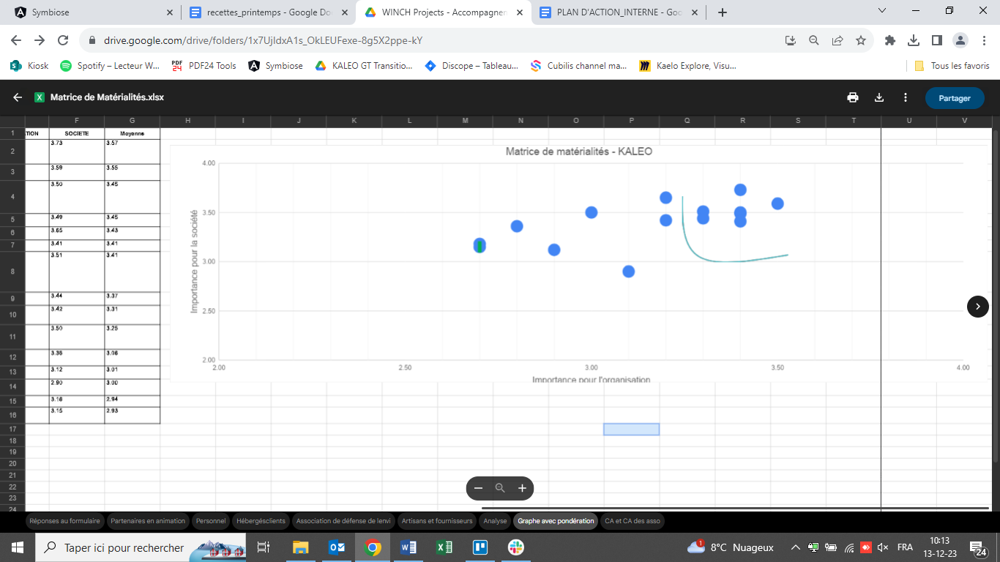 Symbiose
recettes_printemps - Google Do
WINCH Projects - Accompagnen
PLAN D'ACTION_INTERNE - Goo
drive.google.com/drive/folders/1x7UjIdxA1s_OkLEUFexe-8g5X2ppe-kY
Kiosk
Spotify – Lecteur W...
PDF24 Tools
Symbiose
KALEO GT Transitio...
Discope – Tableau...
Cubilis channel ma...
Kaelo Explore, Visu...
Tous les favoris
Matrice de Matérialités.xlsx
Partager
F G H I J K L M N O P Q R S T U V
1 TION SOCIETE Moyenne
2 3.73 3.57
3 3.59 3.55
4 3.50 3.45
5 3.49 3.45
6 3.65 3.43
7 3.41 3.41
8 3.51 3.41
9 3.44 3.37
10 3.42 3.31
11 3.50 3.25
12 3.36 3.08
13 3.12 3.01
14 2.90 3.00
15 3.18 2.94
16 3.15 2.93
17
18
19
20
21
22
23
24
Matrice de matérialités - KALEO
Importance pour la société
4.00
3.50
3.00
2.50
2.00
2.00 2.50 3.00 3.50 4.00
Importance pour l'organisation
Réponses au formulaire
Partenaires en animation
Personnel
Hébergésclients
Association de défense de lenvi
Artisans et fournisseurs
Analyse
Graphe avec pondération
CA et CA des asso
Taper ici pour rechercher
1
8°C Nuageux
FRA
10:13
13-12-23
24